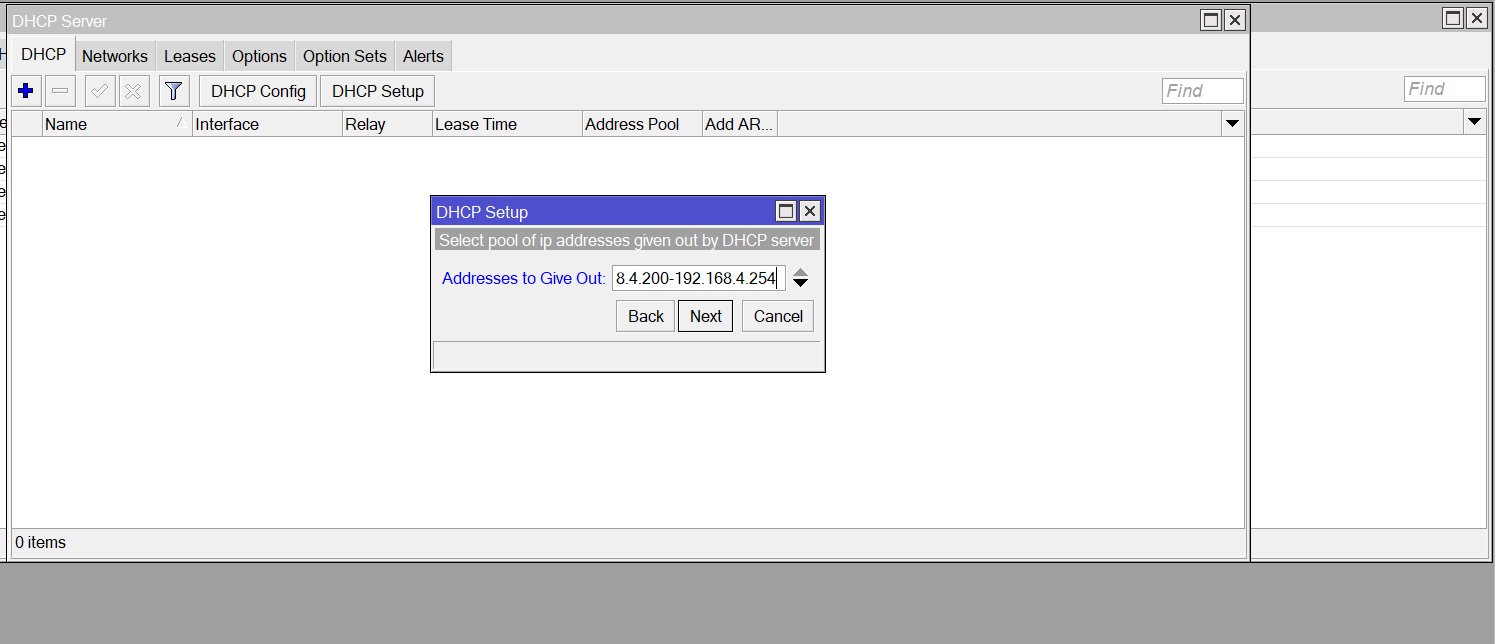 DHCP Server
DHCP Networks Leases Options Option Sets Alerts
DHCP Config DHCP Setup Find
Find
Name Interface Relay Lease Time Address Pool Add AR...
DHCP Setup
Select pool of ip addresses given out by DHCP server
Addresses to Give Out: 8.4.200-192.168.4.254
Back Next Cancel
0 items